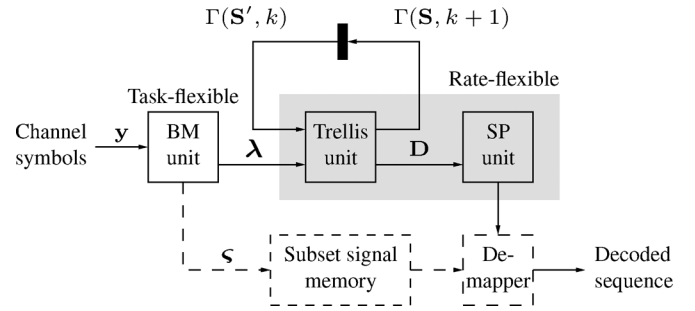 Γ(S′, k)
Γ(S, k + 1)
Rate-flexible
Task-flexible
Channel
symbols
y
BM
unit
λ
Trellis
unit
D
SP
unit
ς
Subset signal
memory
De-
mapper
Decoded
sequence